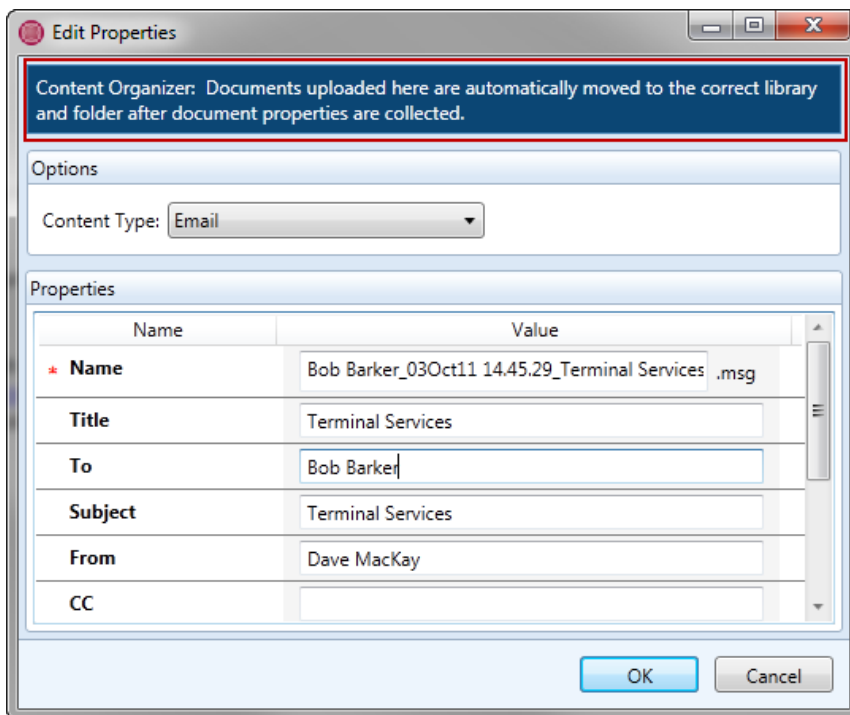 Edit Properties
Content Organizer:  Documents uploaded here are automatically moved to the correct library
and folder after document properties are collected.
Options
Content Type: Email
Properties
Name Value
* Name Bob Barker_03Oct11 14.45.29_Terminal Services .msg
Title Terminal Services
To Bob Barker
Subject Terminal Services
From Dave MacKay
CC
OK Cancel